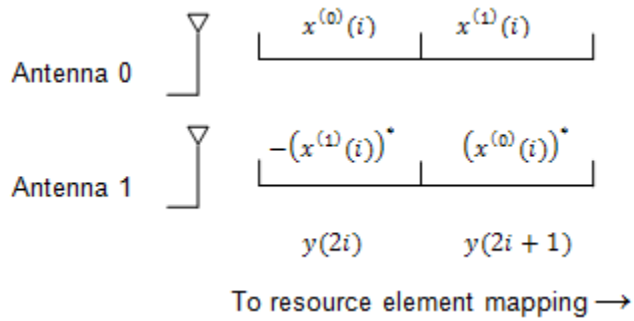 x⁽⁰⁾(i) x⁽¹⁾(i)
Antenna 0
−(x⁽¹⁾(i))* (x⁽⁰⁾(i))*
Antenna 1
y(2i) y(2i + 1)
To resource element mapping →